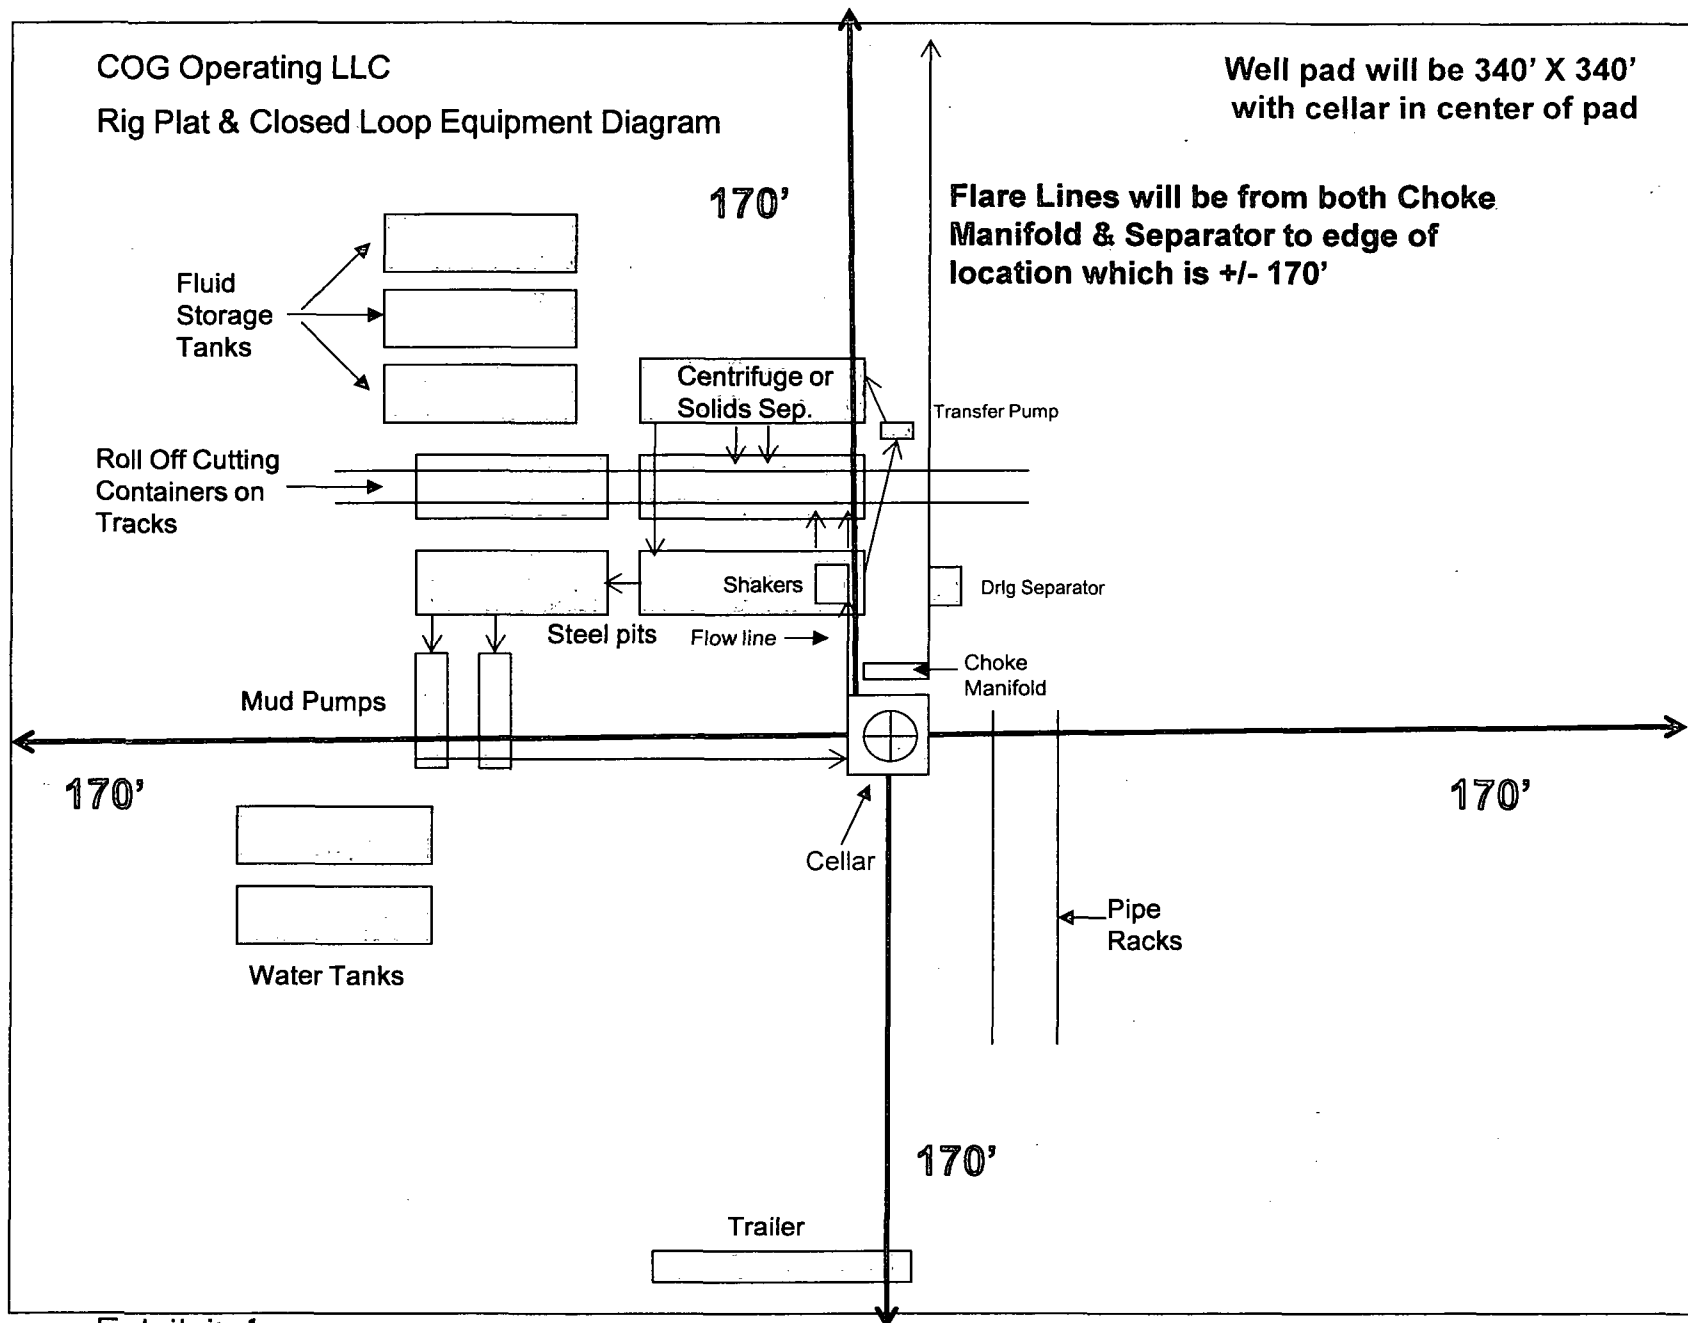 COG Operating LLC
Rig Plat & Closed Loop Equipment Diagram
Well pad will be 340' X 340'
with cellar in center of pad
170'
Flare Lines will be from both Choke
Manifold & Separator to edge of
location which is +/- 170'
Fluid
Storage
Tanks
Centrifuge or
Solids Sep.
Transfer Pump
Roll Off Cutting
Containers on
Tracks
Shakers
Drlg Separator
Steel pits
Flow line
Choke
Manifold
Mud Pumps
170'
170'
Cellar
Pipe
Racks
Water Tanks
170'
Trailer